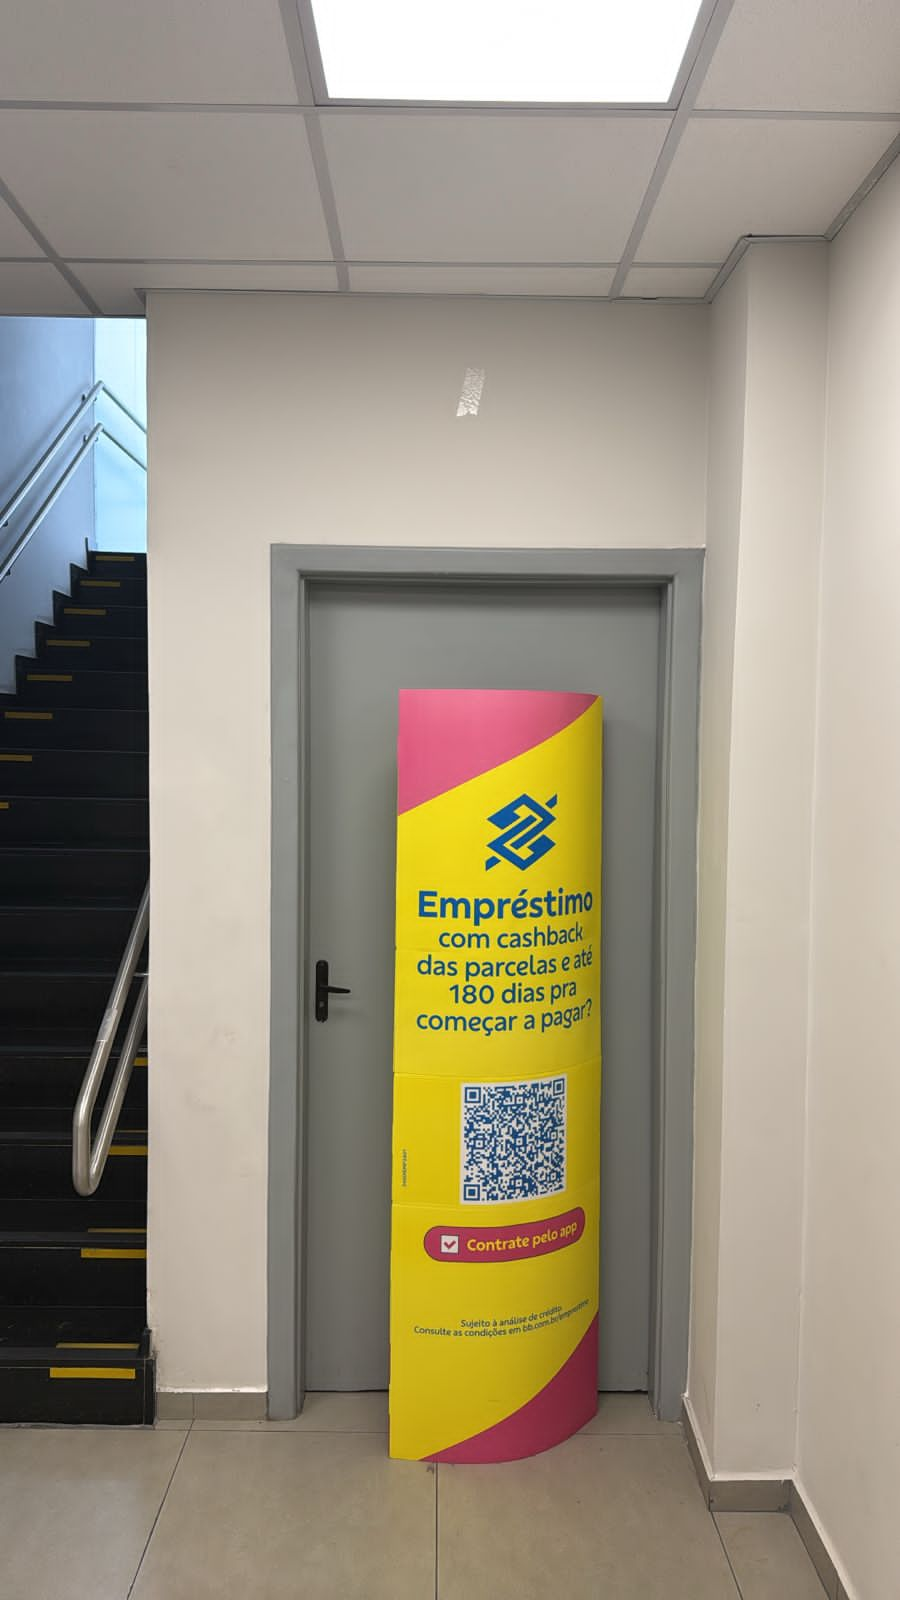 Empréstimo
com cashback
das parcelas e até
180 dias pra
começar a pagar?
Contrate pelo app
Sujeito à análise de crédito.
Consulte as condições em bb.com.br/emprestimo